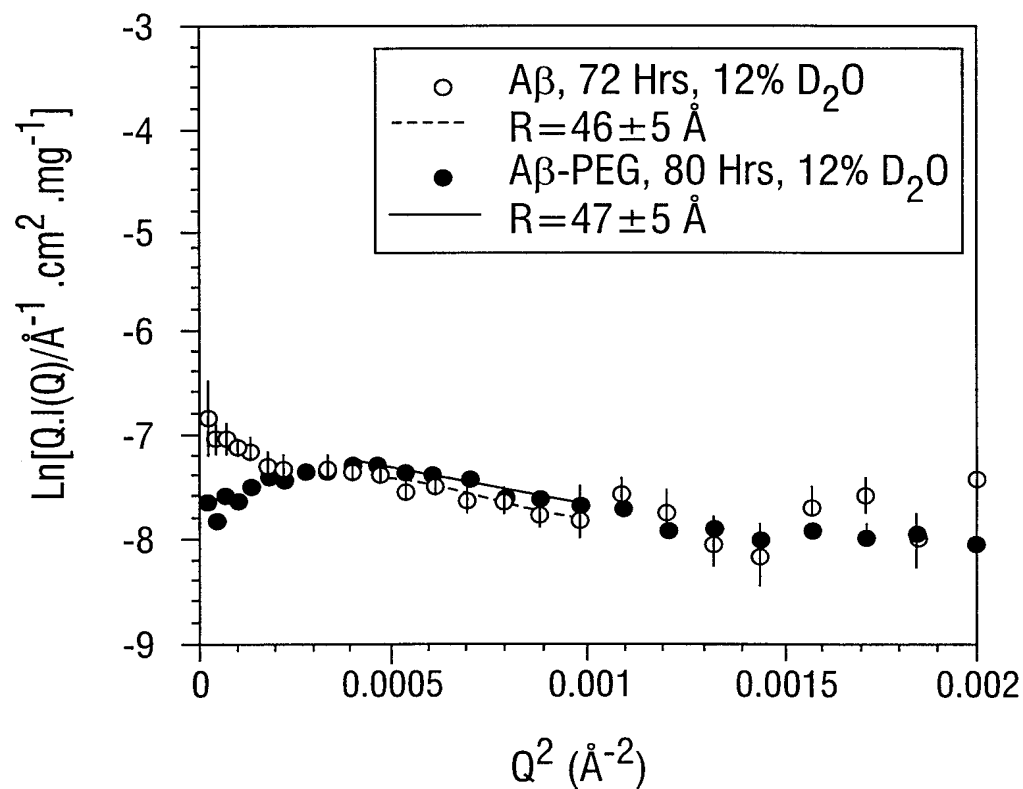 Aβ, 72 Hrs, 12% D₂O
R=46±5 Å
Aβ-PEG, 80 Hrs, 12% D₂O
R=47±5 Å
Ln[Q.I(Q)/Å⁻¹ .cm² .mg⁻¹]
-3
-4
-5
-6
-7
-8
-9
0
0.0005
0.001
0.0015
0.002
Q² (Å⁻²)